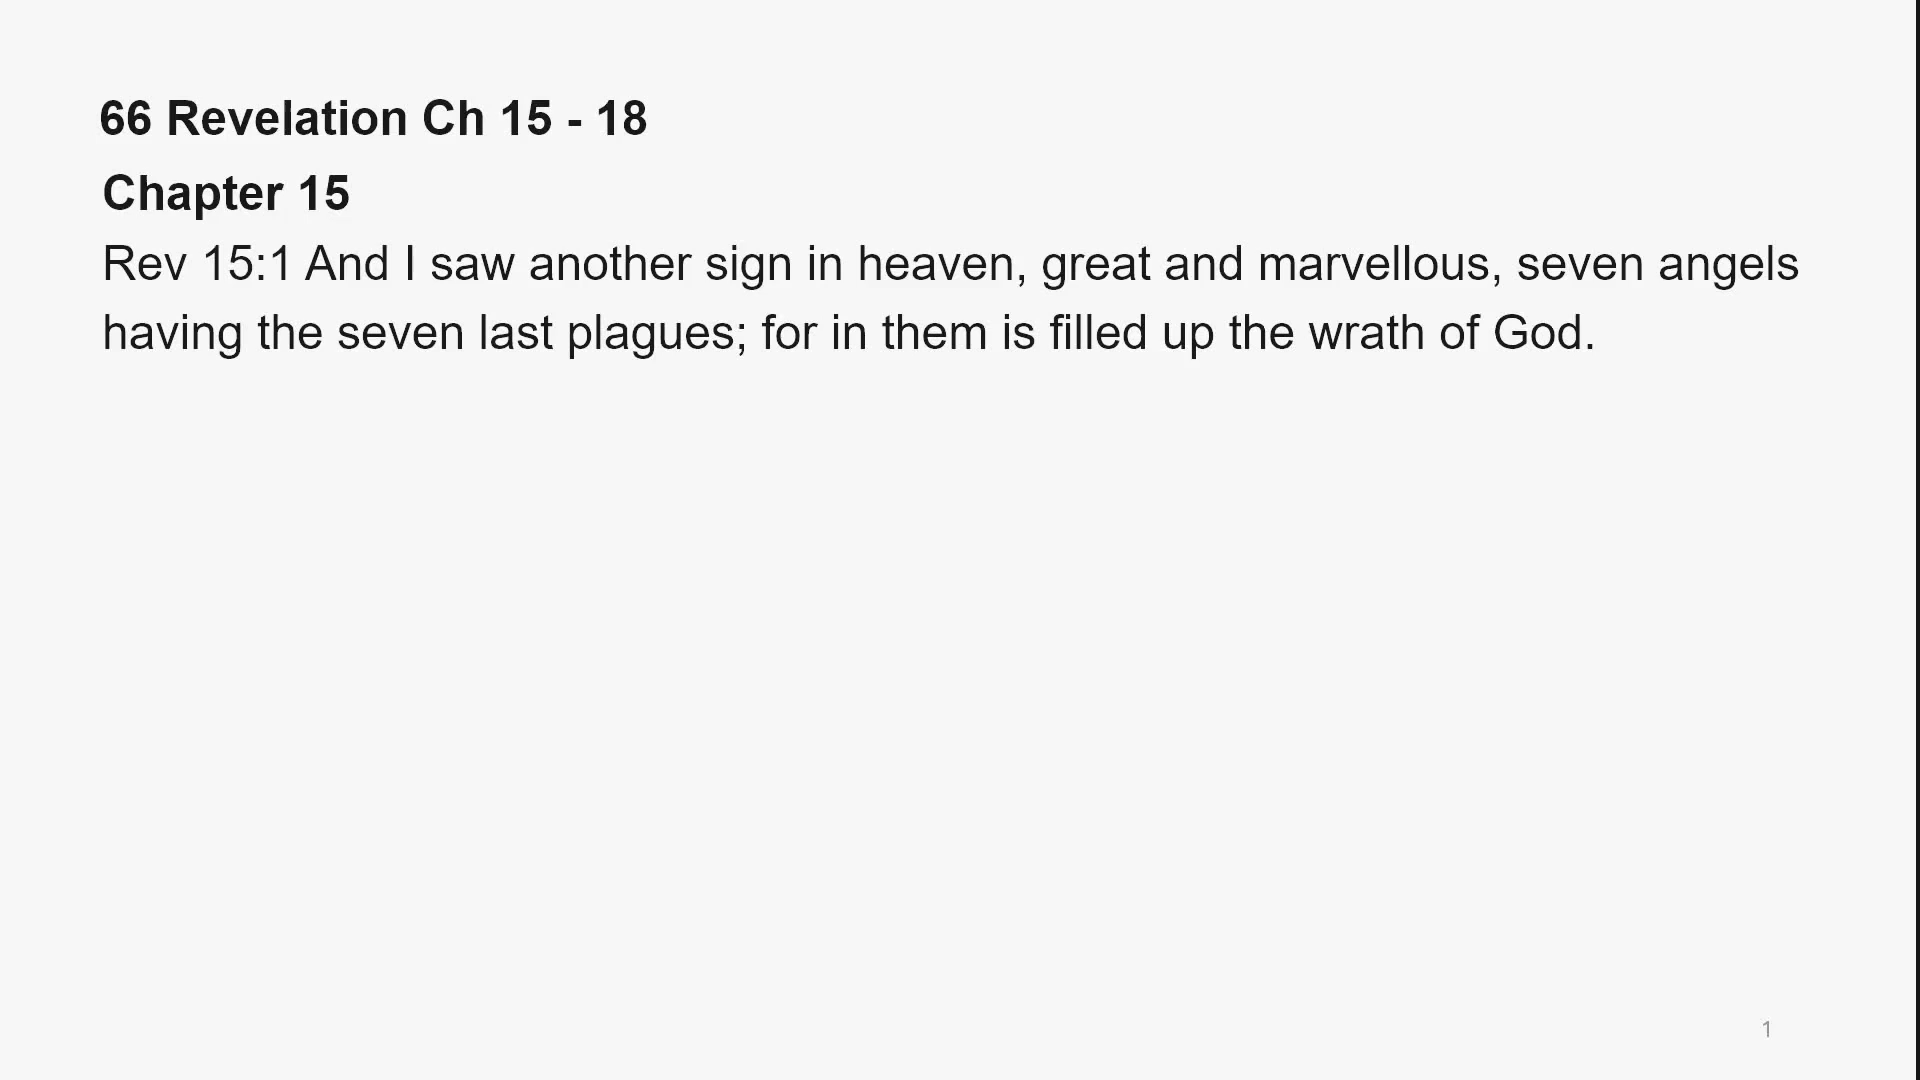 66 Revelation Ch 15 - 18
Chapter 15
Rev 15:1 And I saw another sign in heaven, great and marvellous, seven angels
having the seven last plagues; for in them is filled up the wrath of God.
1